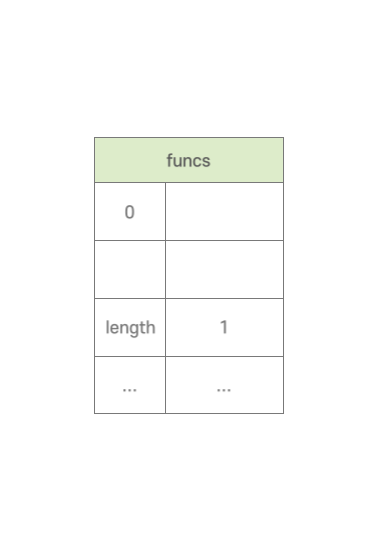 funcs
0
length 1
... ...